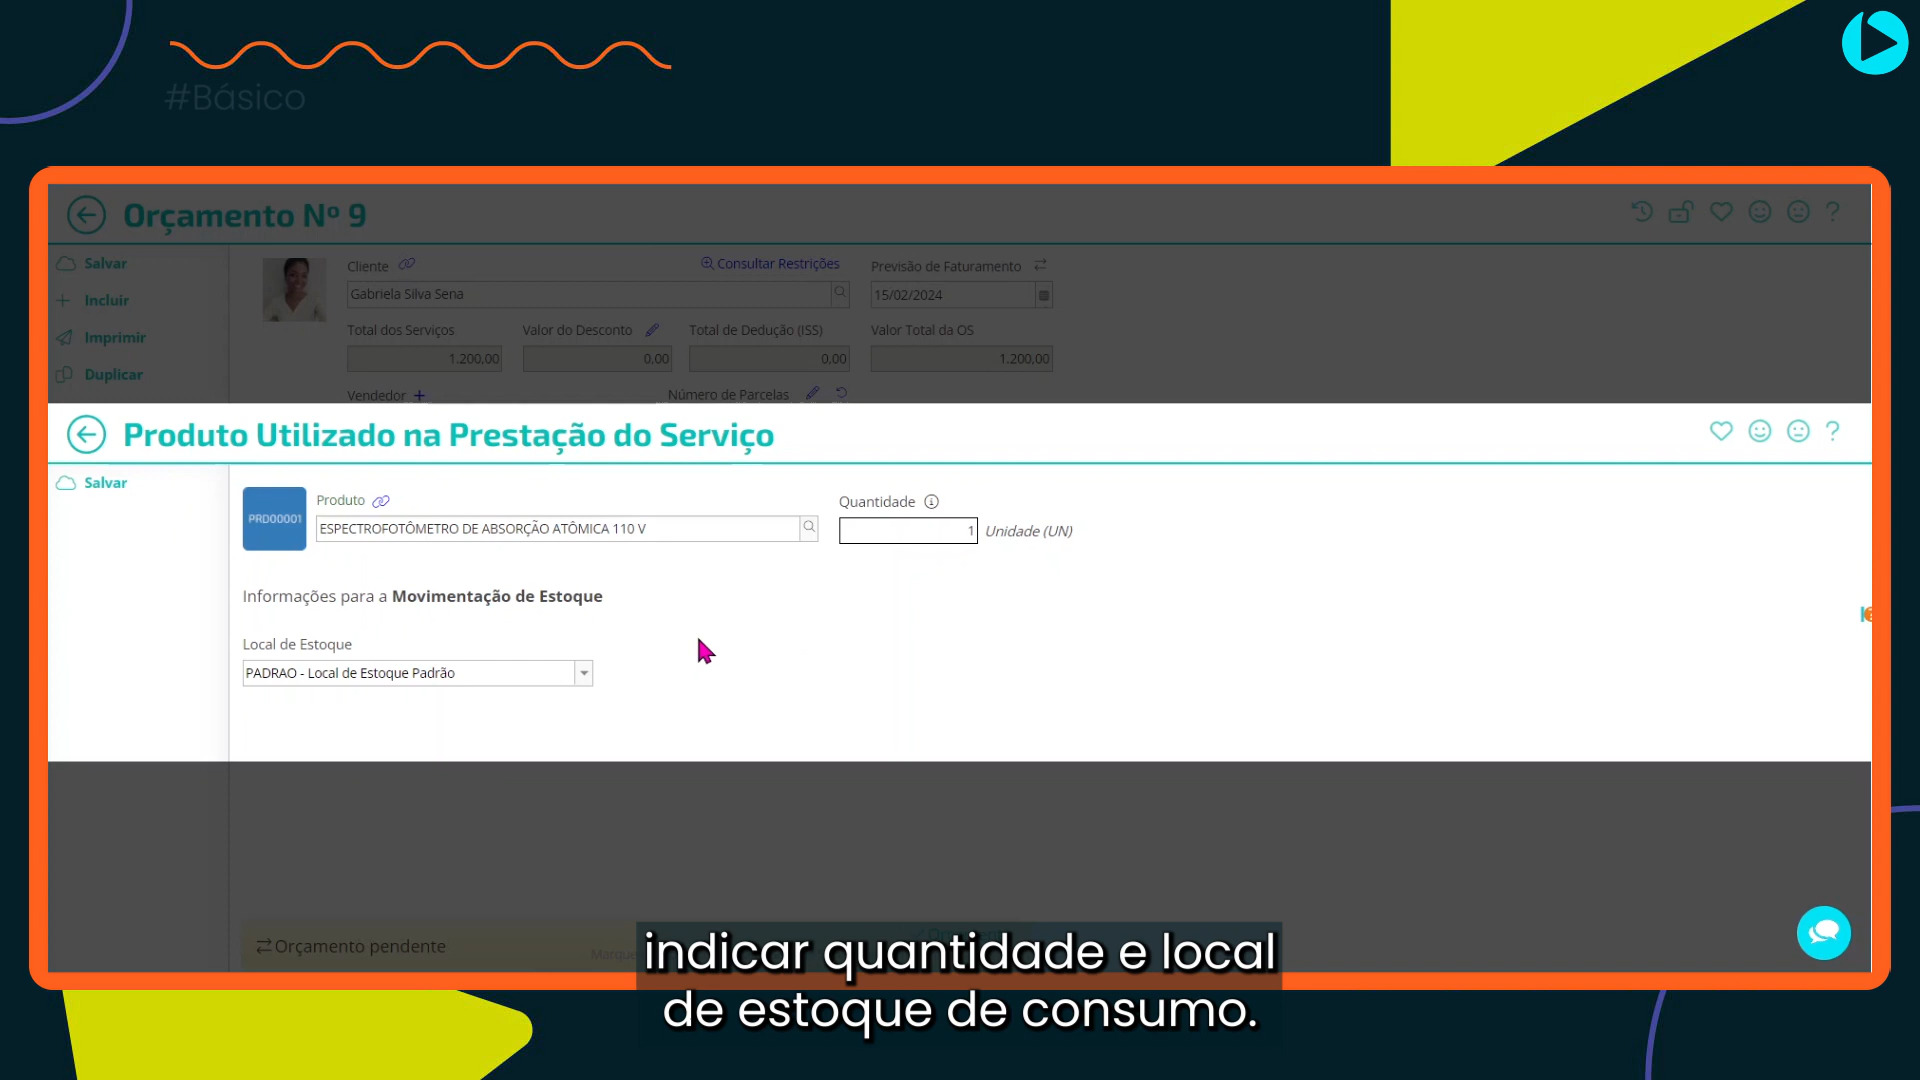 #Básico
Orçamento Nº 9
Salvar
Incluir
Imprimir
Duplicar
Cliente
Consultar Restrições
Previsão de Faturamento
Gabriela Silva Sena
15/02/2024
Total dos Serviços
Valor do Desconto
Total de Dedução (ISS)
Valor Total da OS
1.200,00
0,00
0,00
1.200,00
Vendedor
Número de Parcelas
Produto Utilizado na Prestação do Serviço
Salvar
PRD00001
Produto
ESPECTROFOTÔMETRO DE ABSORÇÃO ATÔMICA 110 V
Quantidade
1
Unidade (UN)
Informações para a Movimentação de Estoque
Local de Estoque
PADRAO - Local de Estoque Padrão
Orçamento pendente
indicar quantidade e local
de estoque de consumo.